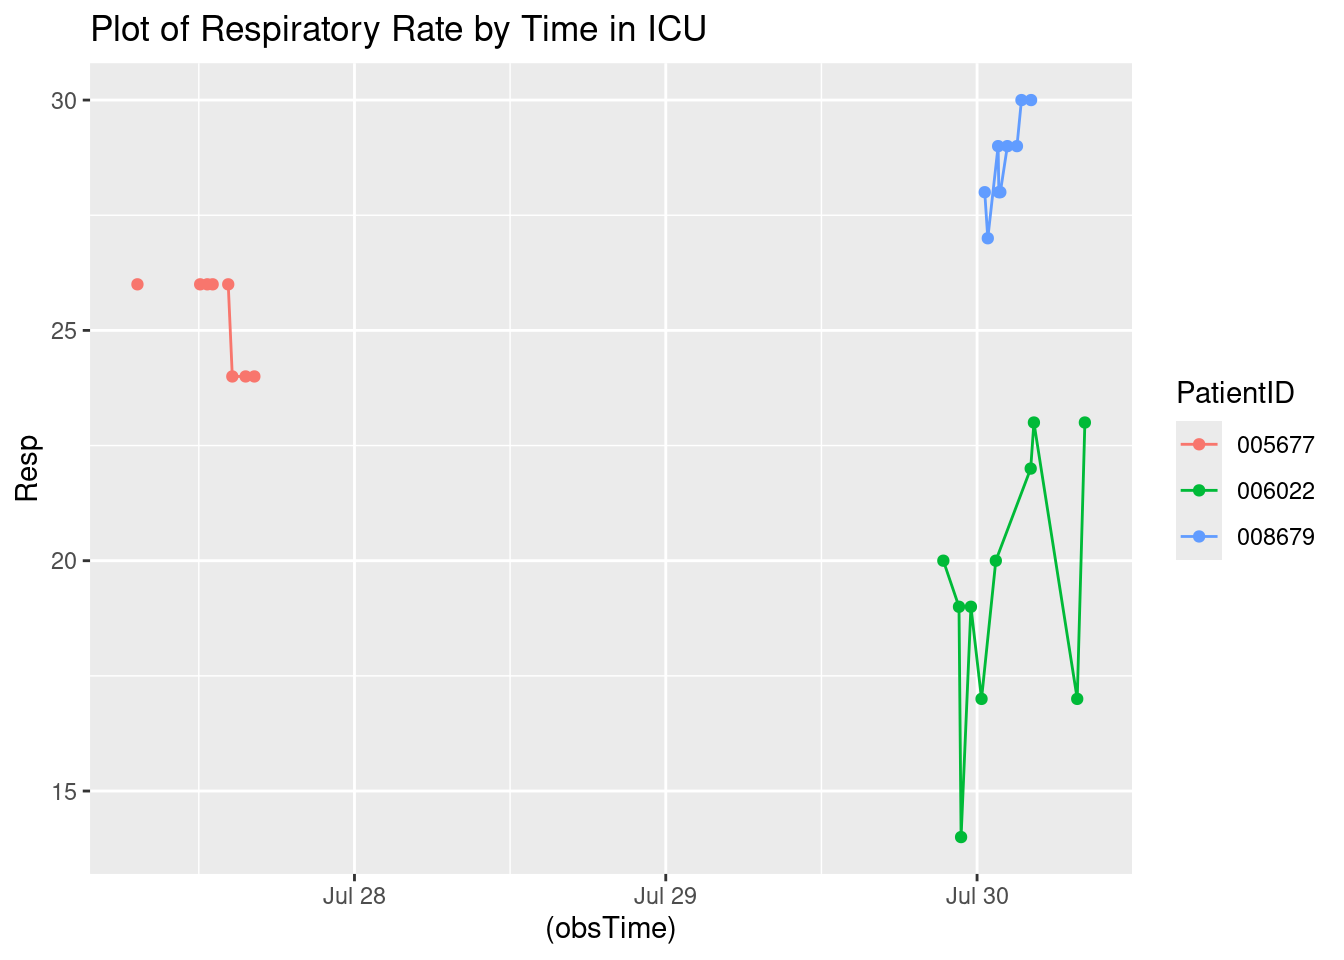 Plot of Respiratory Rate by Time in ICU
30
25
20
15
Resp
Jul 28
Jul 29
Jul 30
(obsTime)
PatientID
005677
006022
008679